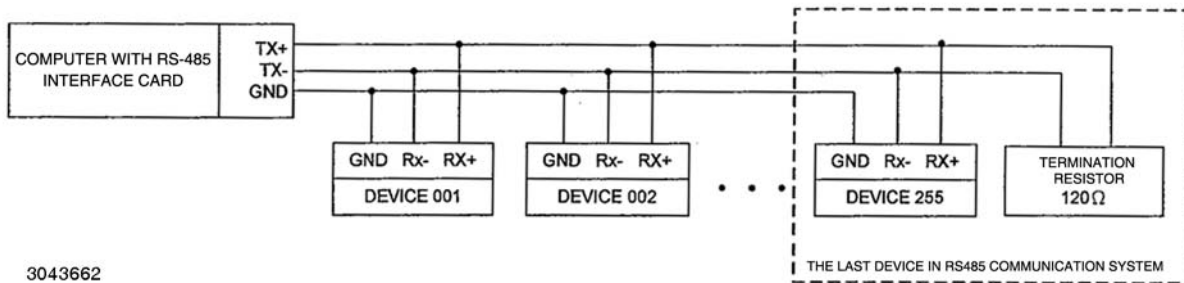 COMPUTER WITH RS-485
INTERFACE CARD
TX+
TX-
GND
GND Rx- RX+
DEVICE 001
GND Rx- RX+
DEVICE 002
GND Rx- RX+
DEVICE 255
TERMINATION
RESISTOR
120Ω
3043662
THE LAST DEVICE IN RS485 COMMUNICATION SYSTEM